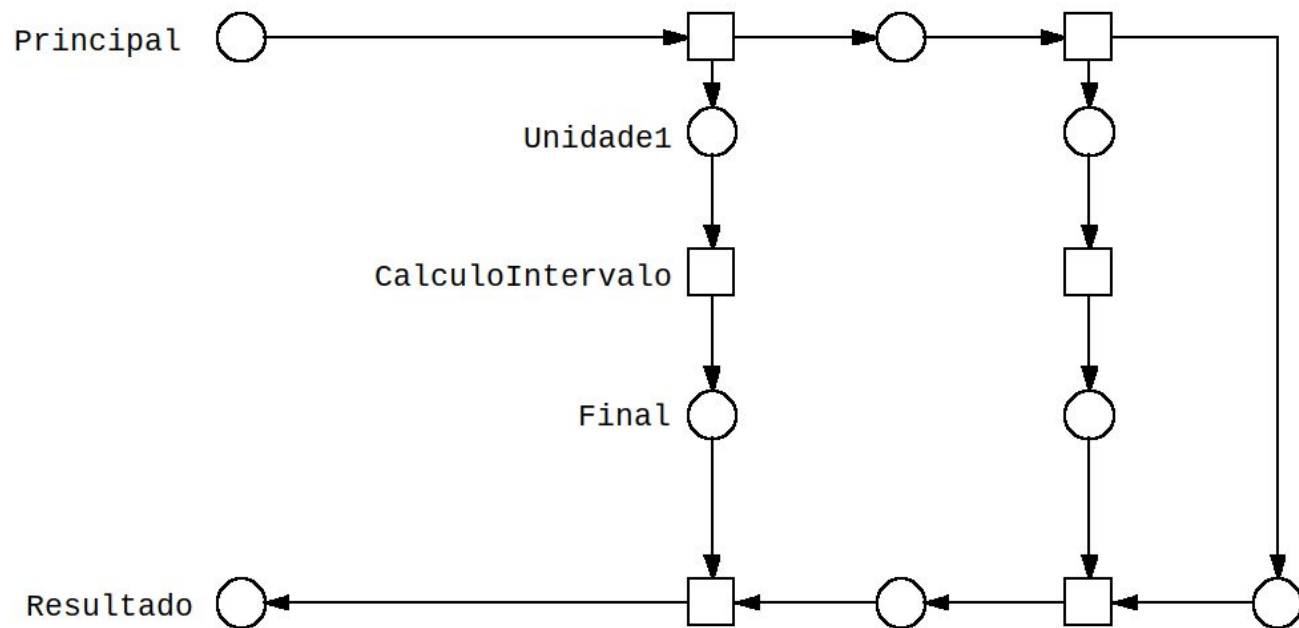 Principal
Unidade1
CalculoIntervalo
Final
Resultado